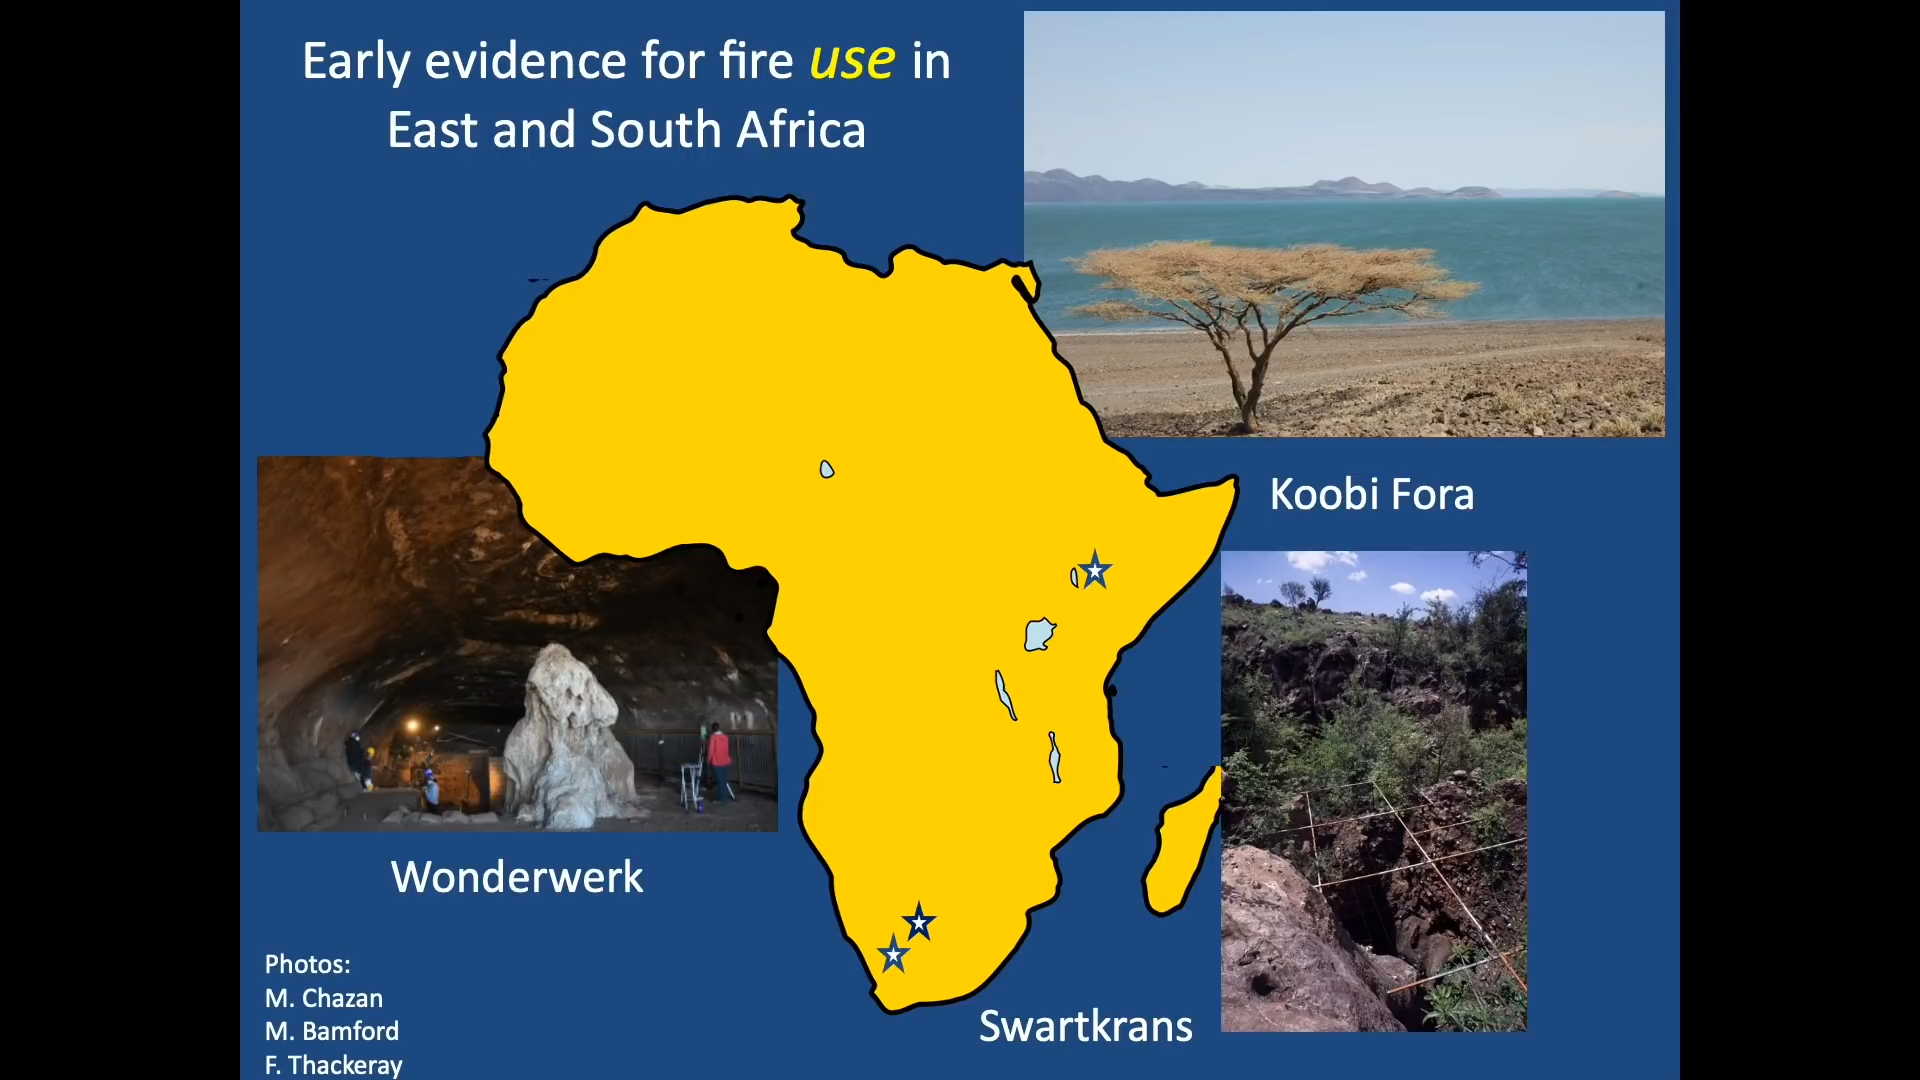 Early evidence for fire use in
East and South Africa
Koobi Fora
Wonderwerk
Swartkrans
Photos:
M. Chazan
M. Bamford
F. Thackeray